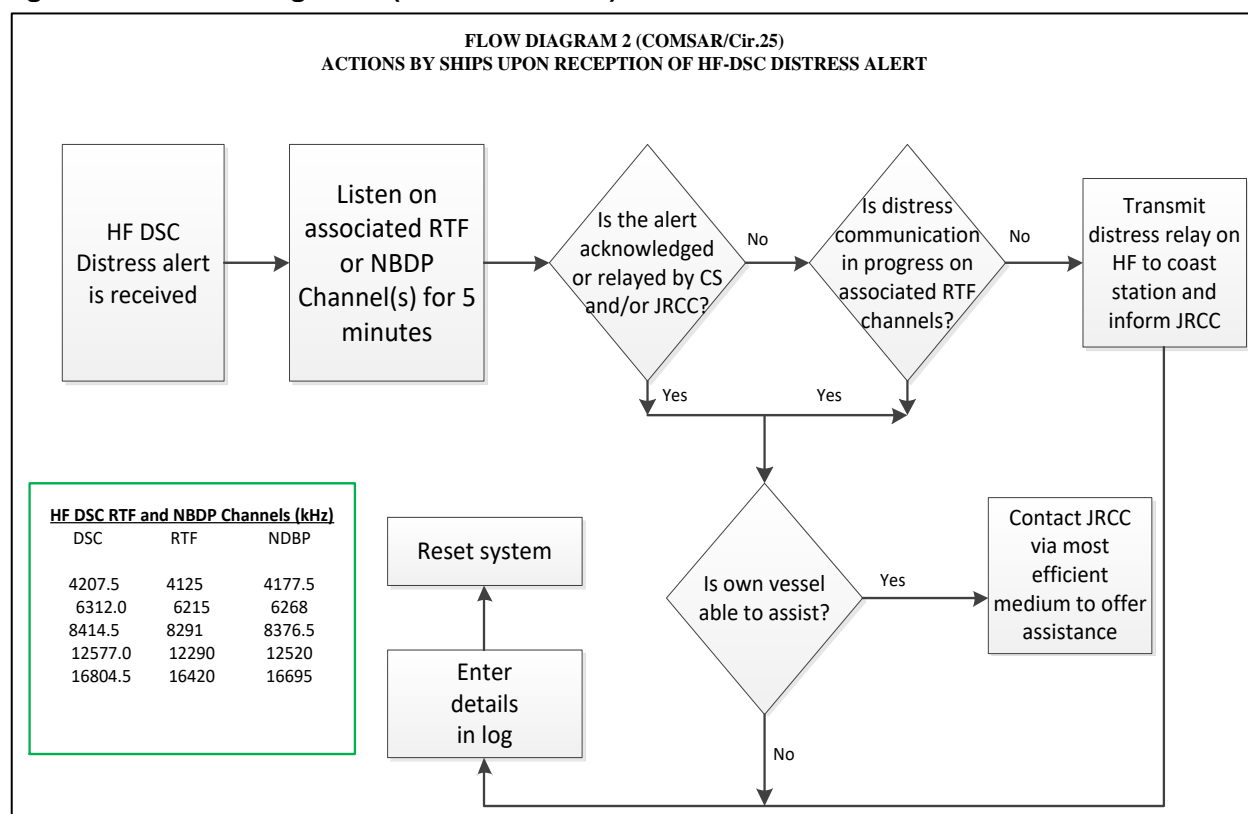 FLOW DIAGRAM 2 (COMSAR/Cir.25)
ACTIONS BY SHIPS UPON RECEPTION OF HF-DSC DISTRESS ALERT
HF DSC
Distress alert
is received
Listen on
associated RTF
or NBDP
Channel(s) for 5
minutes
Is the alert
acknowledged
or relayed by CS
and/or JRCC?
No
Yes
Is distress
communication
in progress on
associated RTF
channels?
No
Yes
Transmit
distress relay on
HF to coast
station and
inform JRCC
HF DSC RTF and NBDP Channels (kHz)
DSC RTF NDBP
4207.5 4125 4177.5
6312.0 6215 6268
8414.5 8291 8376.5
12577.0 12290 12520
16804.5 16420 16695
Reset system
Enter
details
in log
Is own vessel
able to assist?
Yes
No
Contact JRCC
via most
efficient
medium to offer
assistance